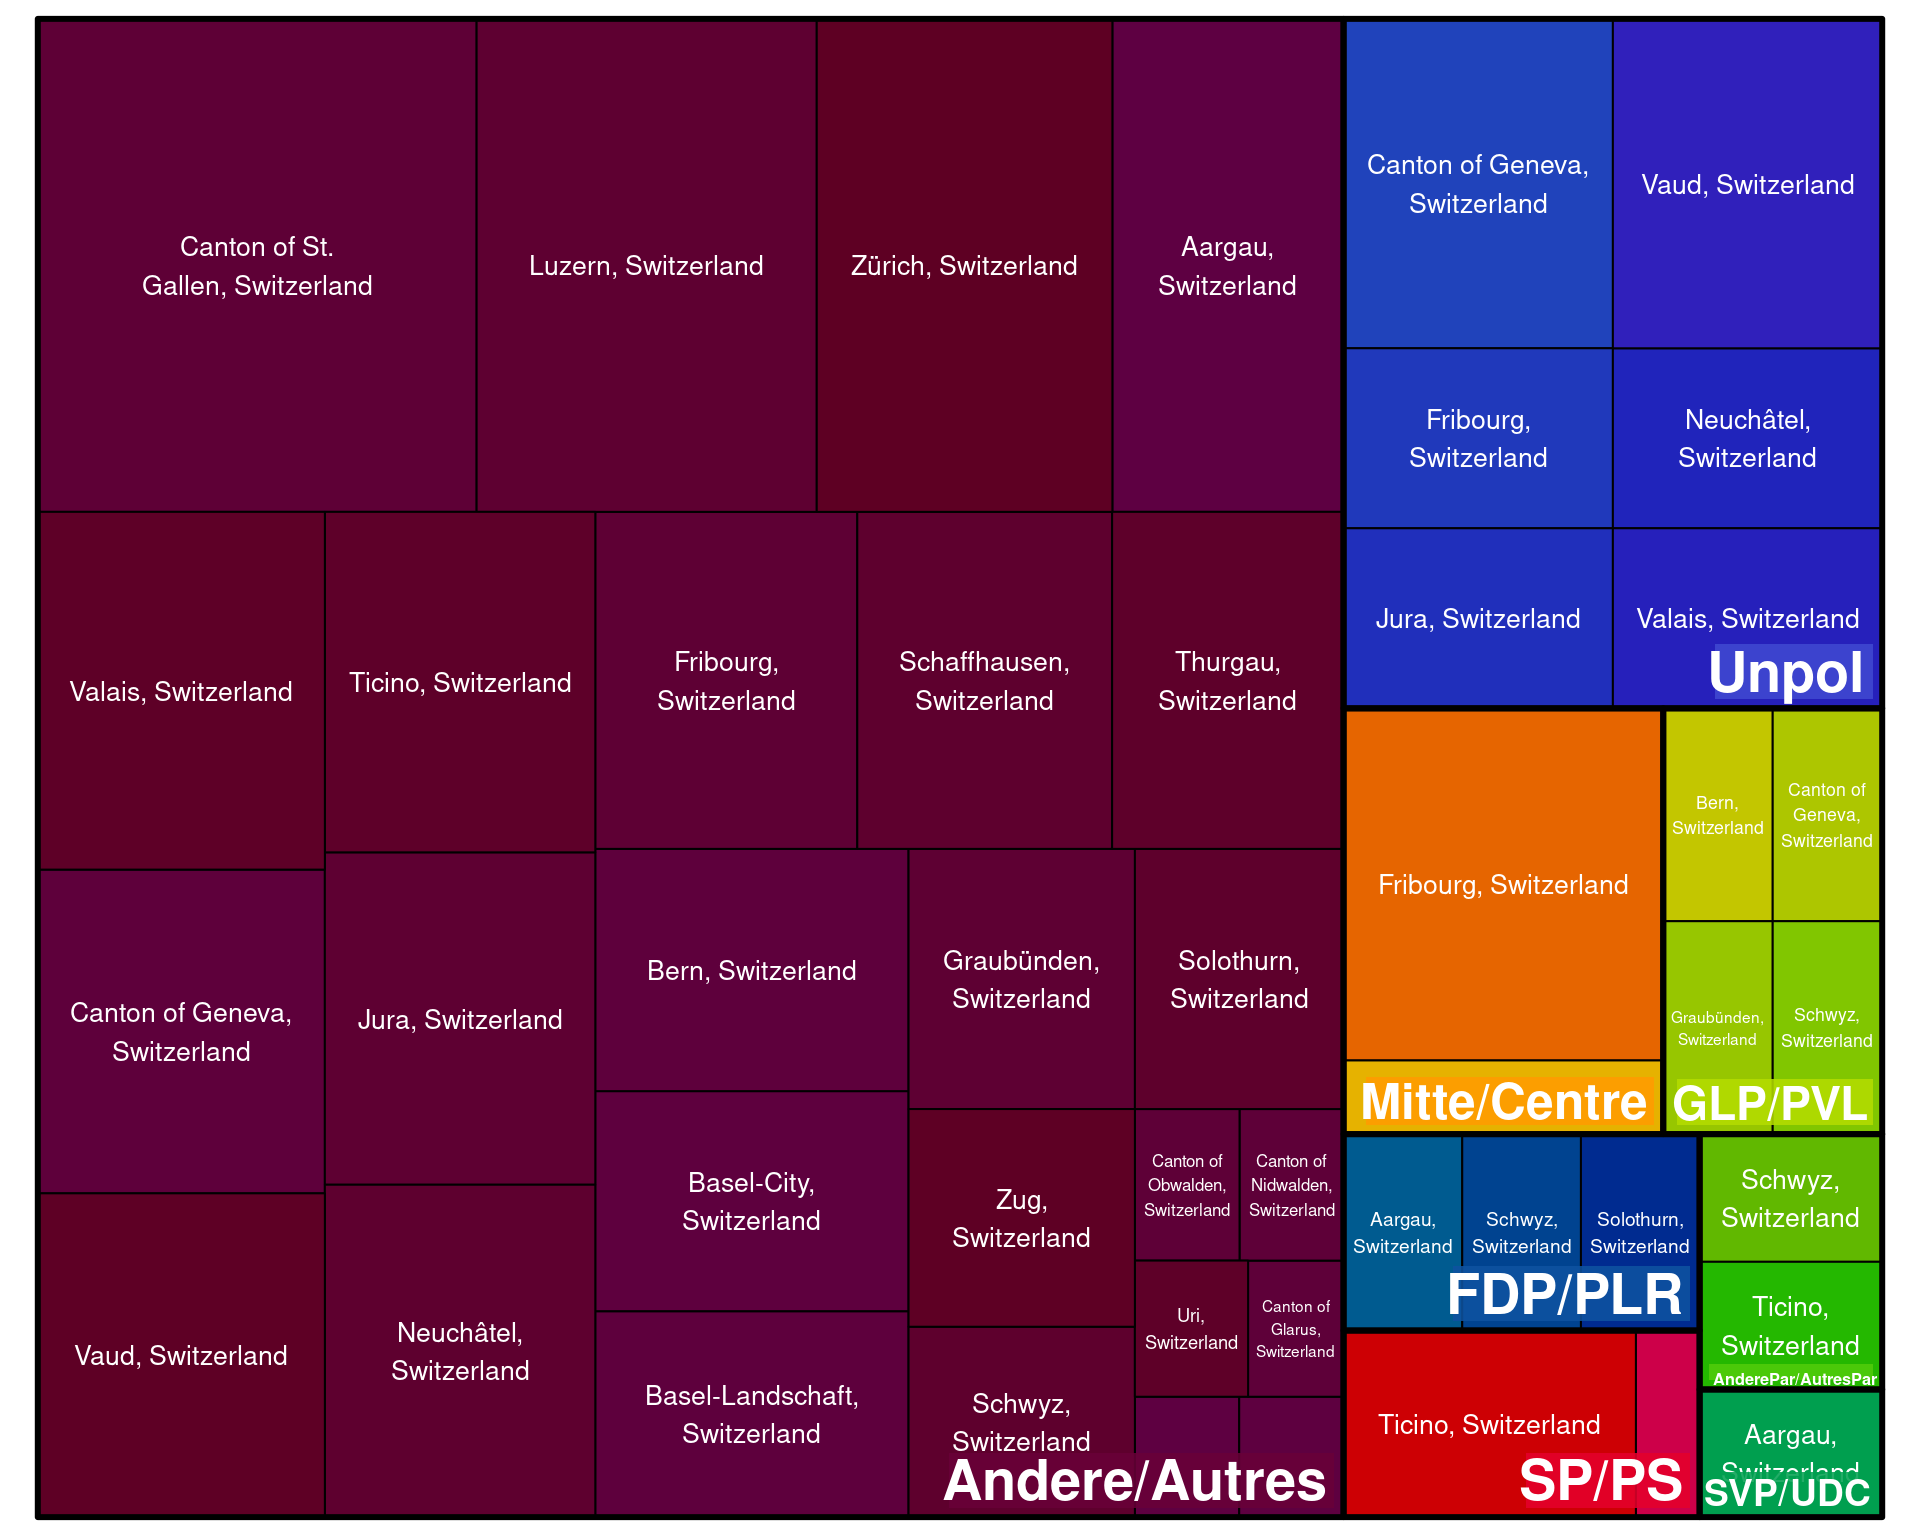 Canton of St.
Gallen, Switzerland
Luzern, Switzerland
Zürich, Switzerland
Aargau,
Switzerland
Valais, Switzerland
Ticino, Switzerland
Fribourg,
Switzerland
Schaffhausen,
Switzerland
Thurgau,
Switzerland
Canton of Geneva,
Switzerland
Jura, Switzerland
Bern, Switzerland
Graubünden,
Switzerland
Solothurn,
Switzerland
Vaud, Switzerland
Neuchâtel,
Switzerland
Basel-City,
Switzerland
Basel-Landschaft,
Switzerland
Zug,
Switzerland
Schwyz,
Switzerland
Canton of
Obwalden,
Switzerland
Canton of
Nidwalden,
Switzerland
Uri,
Switzerland
Canton of
Glarus,
Switzerland
Andere/Autres
Canton of Geneva,
Switzerland
Vaud, Switzerland
Fribourg,
Switzerland
Neuchâtel,
Switzerland
Jura, Switzerland
Valais, Switzerland
Unpol
Fribourg, Switzerland
Mitte/Centre
Bern,
Switzerland
Canton of
Geneva,
Switzerland
Graubünden,
Switzerland
Schwyz,
Switzerland
GLP/PVL
Aargau,
Switzerland
Schwyz,
Switzerland
Solothurn,
Switzerland
FDP/PLR
Schwyz,
Switzerland
Ticino,
Switzerland
AnderePar/AutresPar
Ticino, Switzerland
SP/PS
Aargau,
Switzerland
SVP/UDC